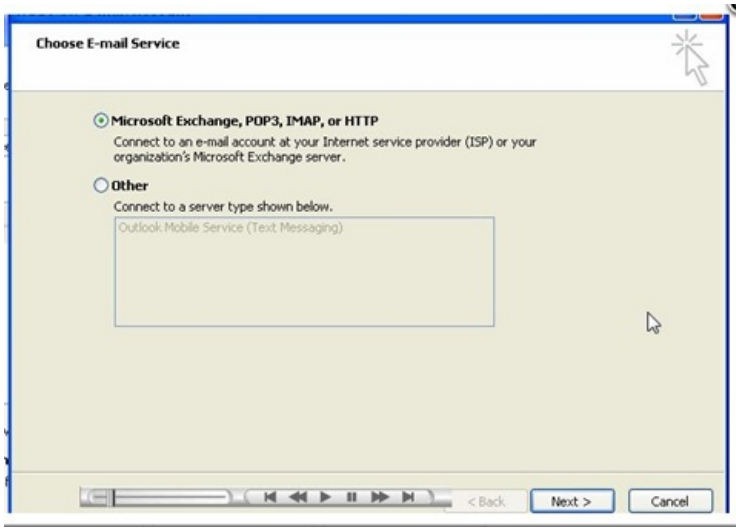 Choose E-mail Service
Microsoft Exchange, POP3, IMAP, or HTTP
Connect to an e-mail account at your Internet service provider (ISP) or your
organization's Microsoft Exchange server.
Other
Connect to a server type shown below.
Outlook Mobile Service (Text Messaging)
< Back
Next >
Cancel